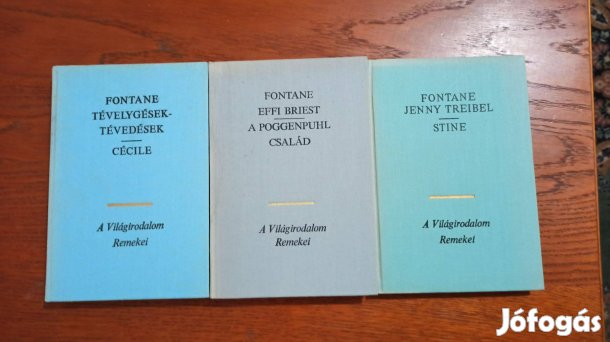 FONTANE
TÉVELYGÉSEK-
TÉVEDÉSEK
CÉCILE
A Világirodalom
Remekei
FONTANE
EFFI BRIEST
A POGGENPUHL
CSALÁD
A Világirodalom
Remekei
FONTANE
JENNY TREIBEL
STINE
A Világirodalom
Remekei
Jófogás